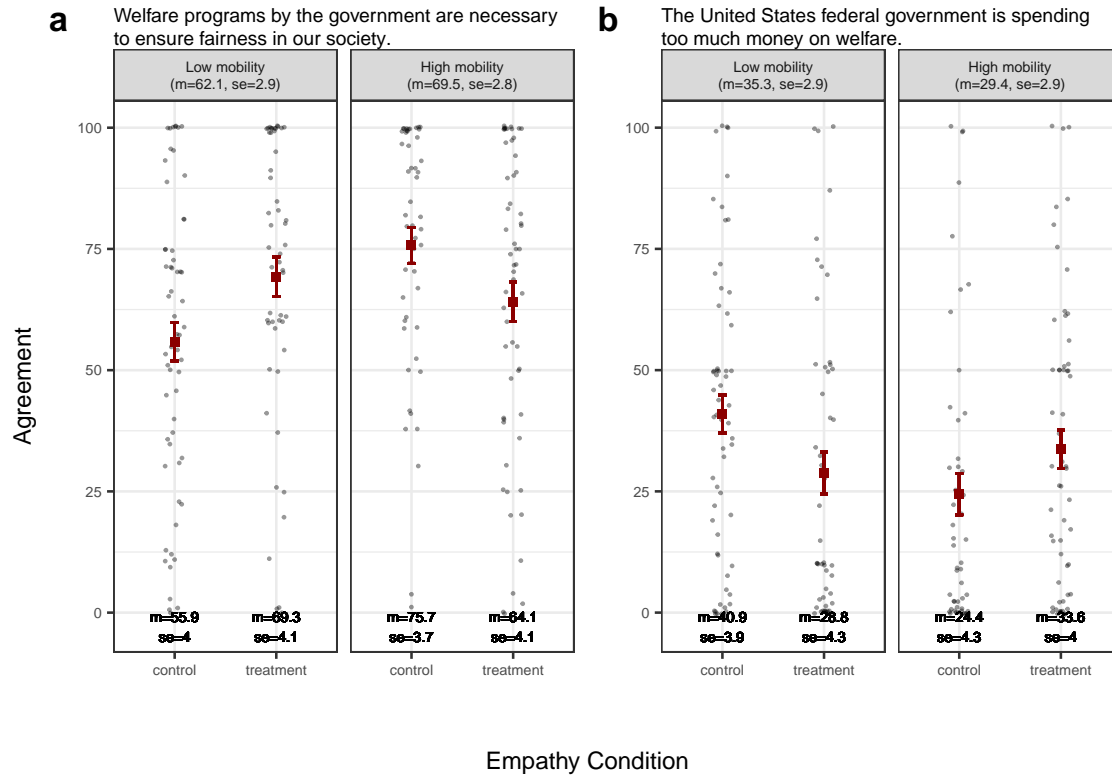 a
Welfare programs by the government are necessary
to ensure fairness in our society.
Low mobility
(m=62.1, se=2.9)
High mobility
(m=69.5, se=2.8)
100
75
50
25
0
m=55.9
se=4
m=69.3
se=4.1
m=75.7
se=3.7
m=64.1
se=4.1
control
treatment
control
treatment
b
The United States federal government is spending
too much money on welfare.
Low mobility
(m=35.3, se=2.9)
High mobility
(m=29.4, se=2.9)
100
75
50
25
0
m=40.9
se=3.9
m=28.8
se=4.3
m=24.4
se=4.3
m=33.6
se=4
control
treatment
control
treatment
Agreement
Empathy Condition